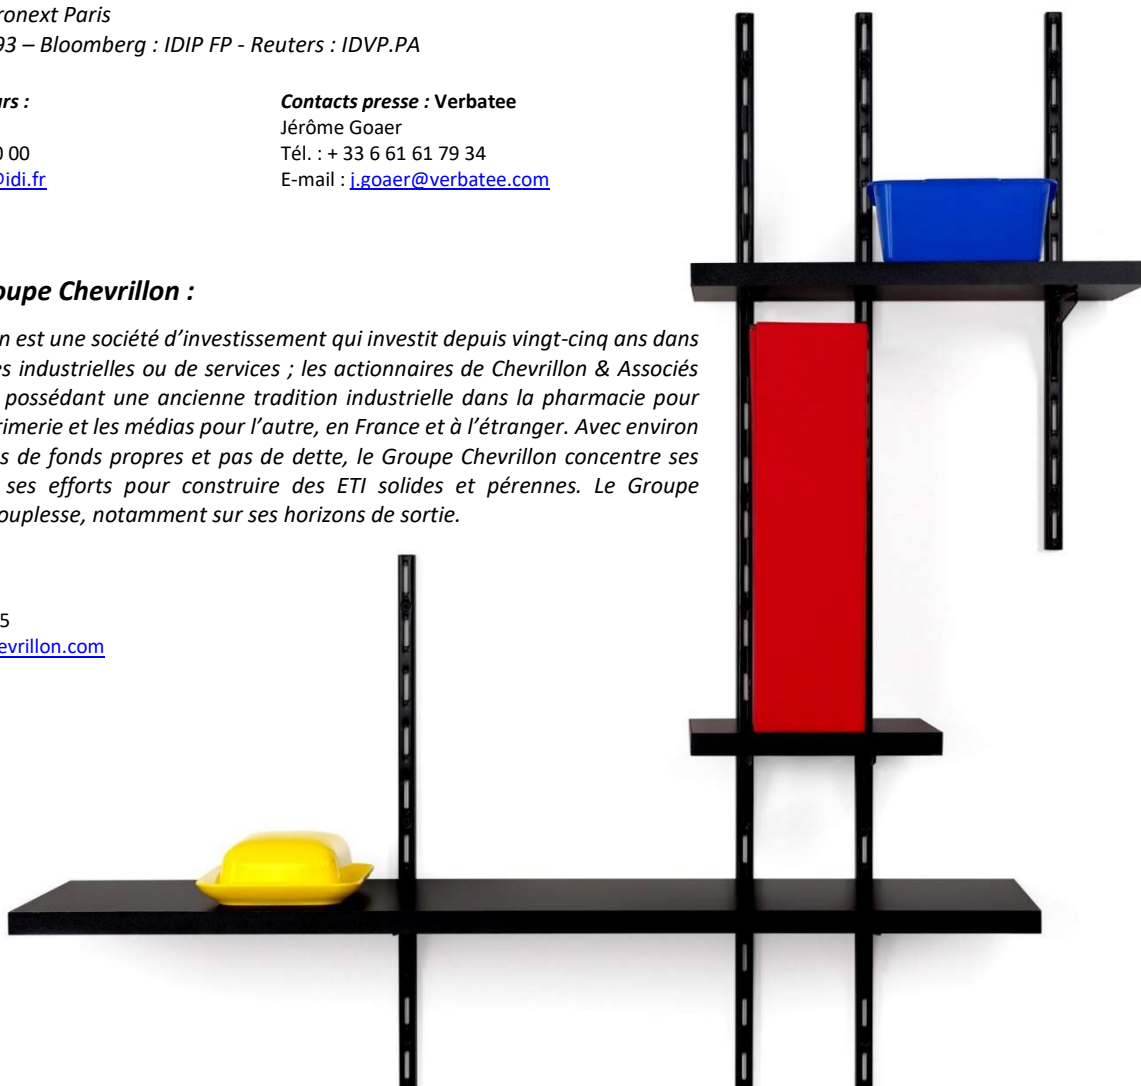 ronext Paris
93 – Bloomberg : IDIP FP - Reuters : IDVP.PA
rs :
Contacts presse : Verbatee
Jérôme Goaer
0 00
Tél. : + 33 6 61 61 79 34
@idi.fr
E-mail : j.goaer@verbatee.com
oupe Chevrillon :
n est une société d’investissement qui investit depuis vingt-cinq ans dans
es industrielles ou de services ; les actionnaires de Chevrillon & Associés
possédant une ancienne tradition industrielle dans la pharmacie pour
rimerie et les médias pour l’autre, en France et à l’étranger. Avec environ
s de fonds propres et pas de dette, le Groupe Chevrillon concentre ses
ses efforts pour construire des ETI solides et pérennes. Le Groupe
ouplesse, notamment sur ses horizons de sortie.
5
evrillon.com